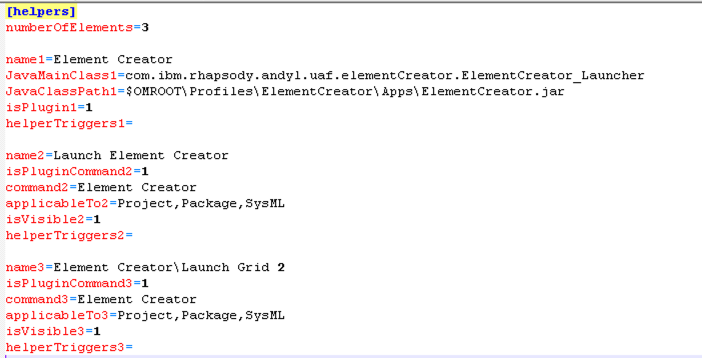 [helpers]
numberOfElements=3
name1=Element Creator
JavaMainClass1=com.ibm.rhapsody.andyl.uaf.elementCreator.ElementCreator_Launcher
JavaClassPath1=$OMROOT\Profiles\ElementCreator\Apps\ElementCreator.jar
isPlugin1=1
helperTriggers1=
name2=Launch Element Creator
isPluginCommand2=1
command2=Element Creator
applicableTo2=Project,Package,SysML
isVisible2=1
helperTriggers2=
name3=Element Creator\Launch Grid 2
isPluginCommand3=1
command3=Element Creator
applicableTo3=Project,Package,SysML
isVisible3=1
helperTriggers3=